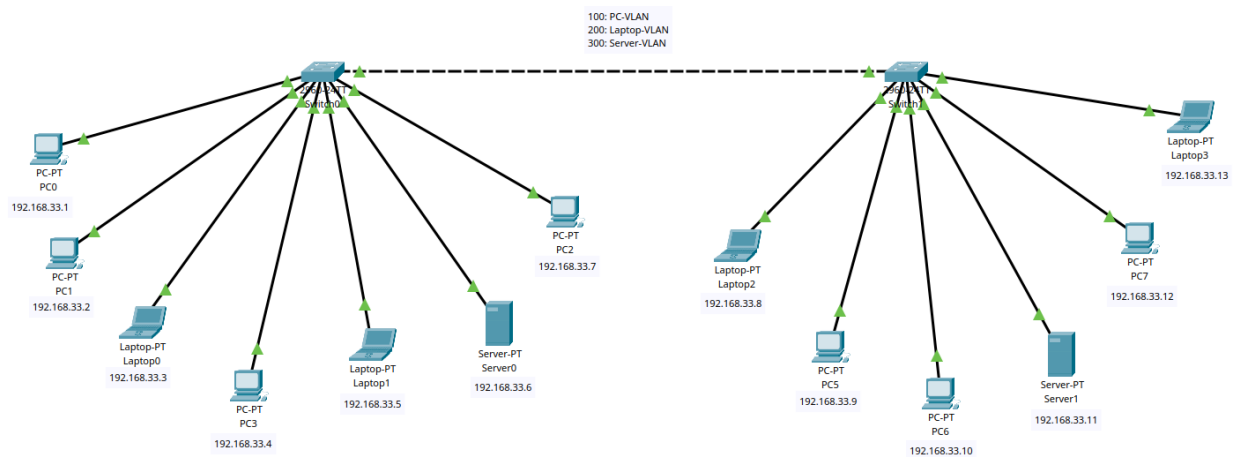 100: PC-VLAN
200: Laptop-VLAN
300: Server-VLAN
2960-24TT
Switch0
2960-24TT
Switch1
PC-PT
PC0
192.168.33.1
PC-PT
PC1
192.168.33.2
Laptop-PT
Laptop0
192.168.33.3
PC-PT
PC3
192.168.33.4
Laptop-PT
Laptop1
192.168.33.5
Server-PT
Server0
192.168.33.6
PC-PT
PC2
192.168.33.7
Laptop-PT
Laptop2
192.168.33.8
PC-PT
PC5
192.168.33.9
PC-PT
PC6
192.168.33.10
Server-PT
Server1
192.168.33.11
PC-PT
PC7
192.168.33.12
Laptop-PT
Laptop3
192.168.33.13